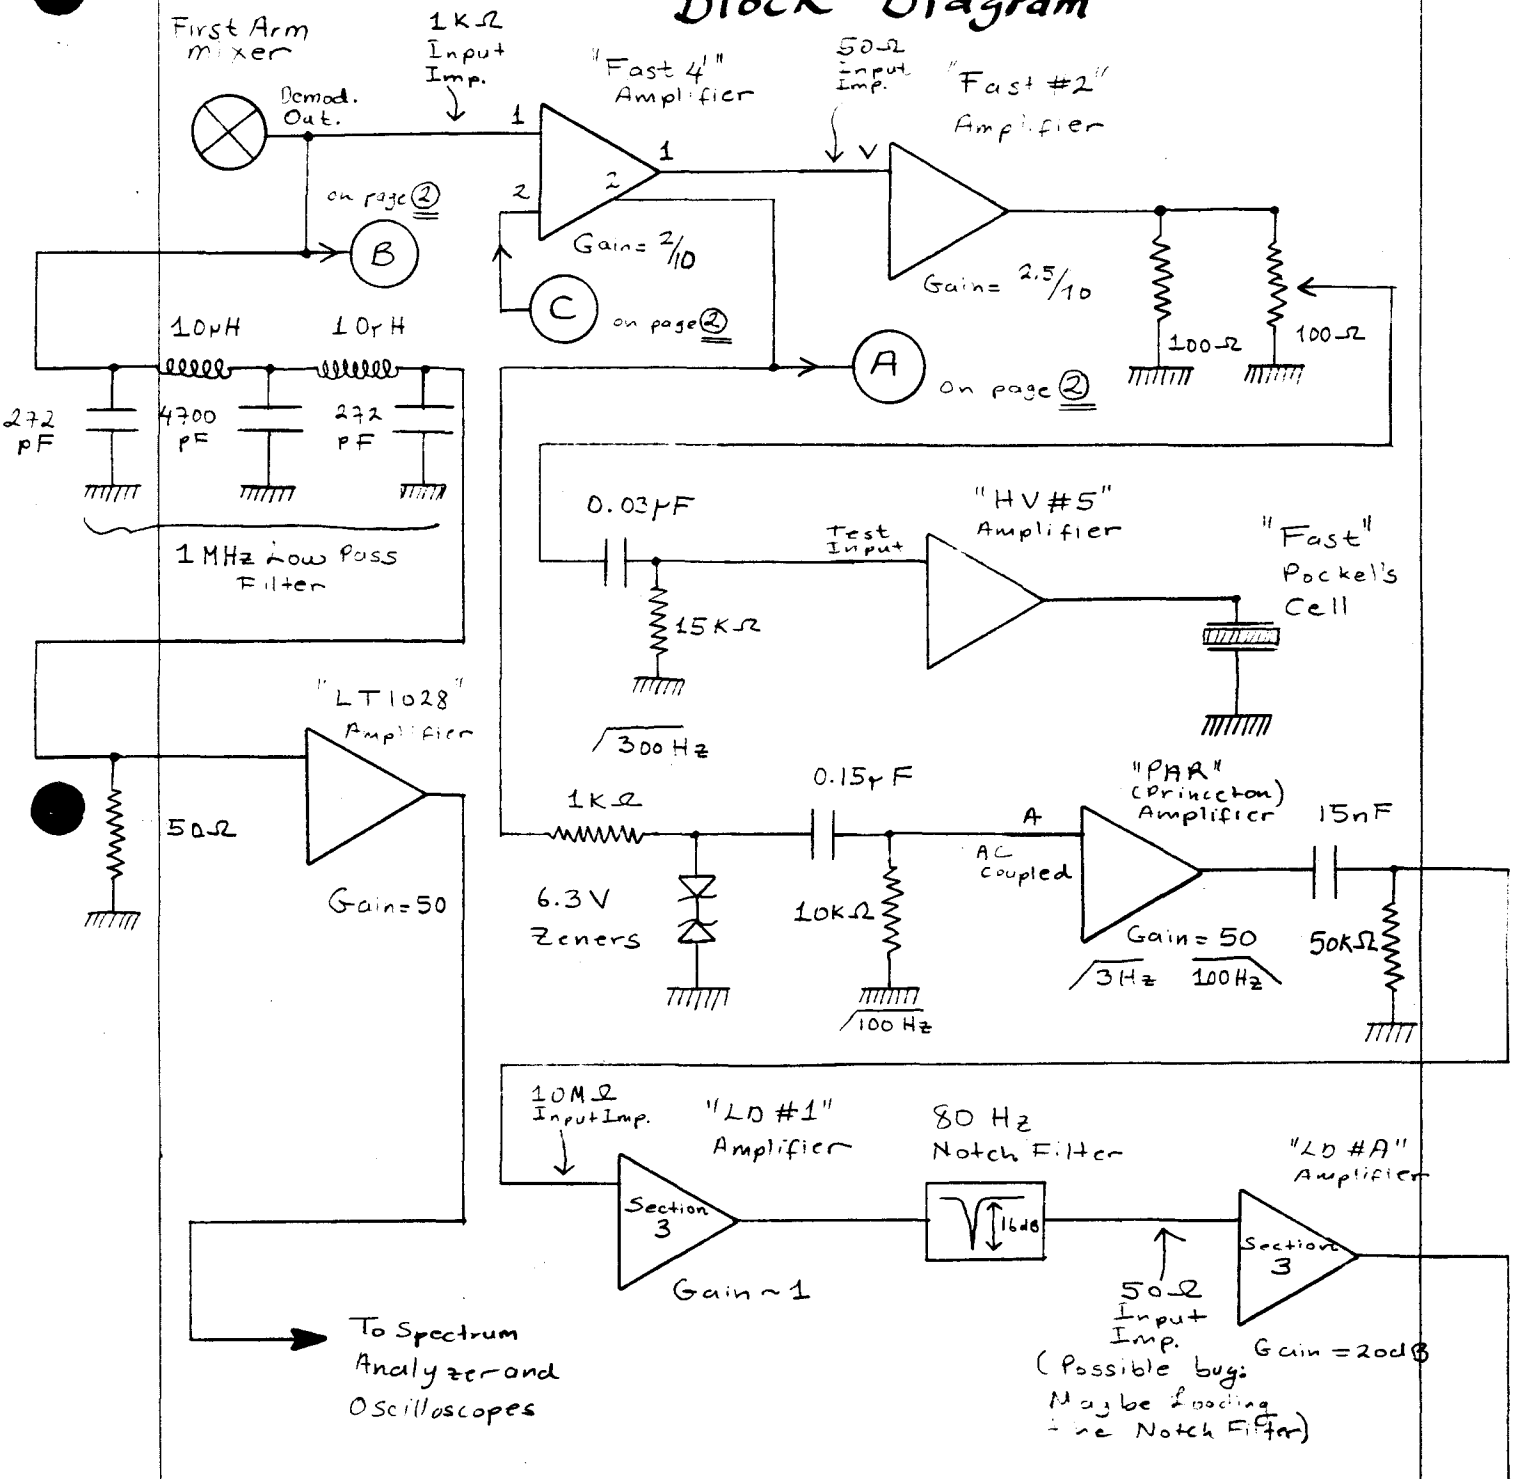 Block Diagram
First Arm
mixer
1KΩ
Input
Imp.
"Fast 4"
Amplifier
50Ω
Input
Imp.
"Fast #2"
Amplifier
Demod.
Out.
1
1
V
2
2
on page ②
B
Gain= 2/10
C
on page ②
Gain= 2.5/10
100Ω
100Ω
A
on page ②
10μH
10μH
272
pF
4700
pF
272
pF
1 MHz Low Pass
Filter
0.03μF
Test
Input
"HV #5"
Amplifier
"Fast"
Pockel's
Cell
15KΩ
300 Hz
"LT1028"
Amplifier
50Ω
Gain=50
1KΩ
0.15μF
A
AC
Coupled
"PAR"
(Princeton)
Amplifier
15nF
6.3V
Zeners
10KΩ
100 Hz
Gain = 50
3Hz 100Hz
50KΩ
10MΩ
Input Imp.
"LD #1"
Amplifier
80 Hz
Notch Filter
"LD #A"
Amplifier
Section
3
16dB
Section
3
Gain ~ 1
50Ω
Input
Imp.
Gain = 20dB
(Possible bug:
Maybe Loading
the Notch Filter)
To Spectrum
Analyzer and
Oscilloscopes